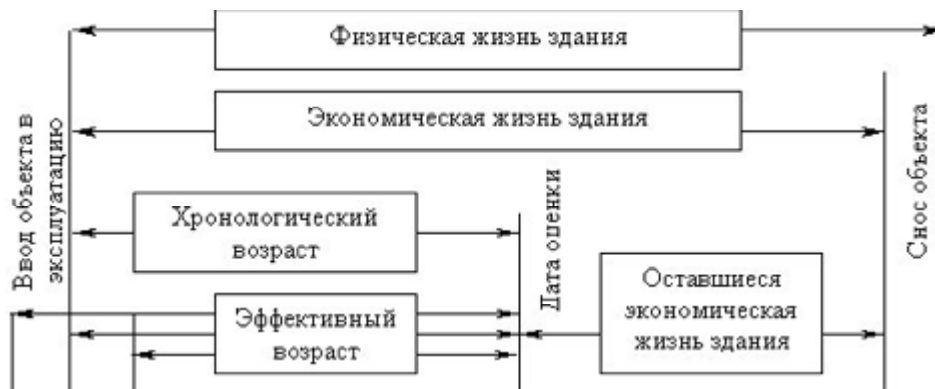 Физическая жизнь здания
Экономическая жизнь здания
Ввод объекта в
эксплуатацию
Хронологический
возраст
Эффективный
возраст
Дата оценки
Оставшиеся
экономическая
жизнь здания
Снос объекта